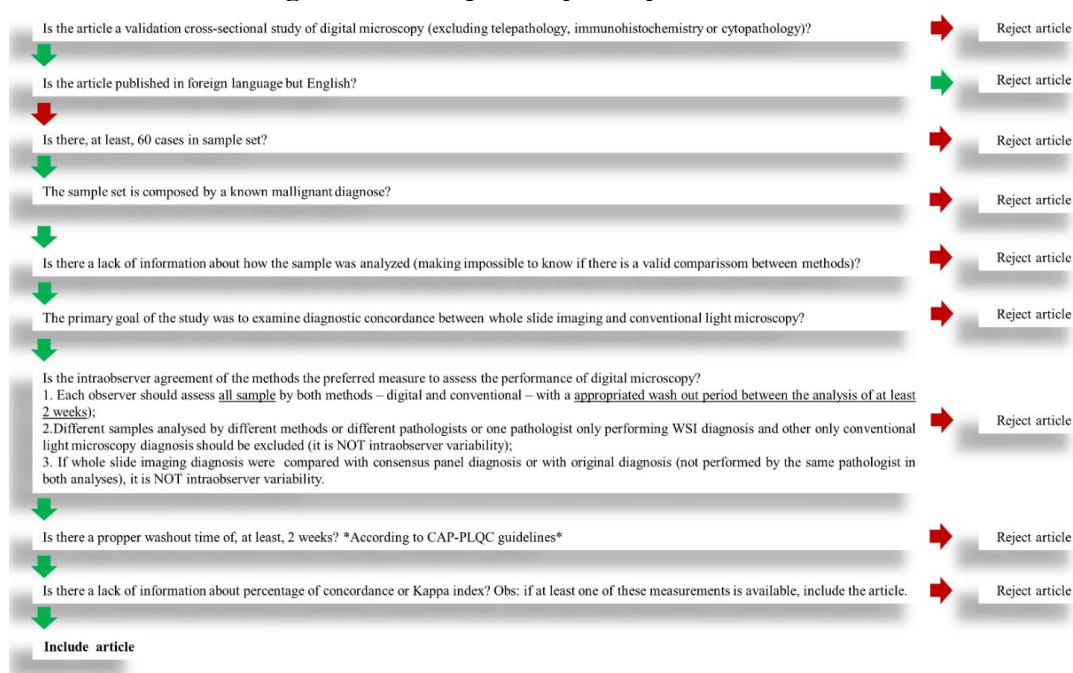 Is the article a validation cross-sectional study of digital microscopy (excluding telepathology, immunohistochemistry or cytopathology)?
Reject article
Is the article published in foreign language but English?
Reject article
Is there, at least, 60 cases in sample set?
Reject article
The sample set is composed by a known mallignant diagnose?
Reject article
Is there a lack of information about how the sample was analyzed (making impossible to know if there is a valid comparissom between methods)?
Reject article
The primary goal of the study was to examine diagnostic concordance between whole slide imaging and conventional light microscopy?
Reject article
Is the intraobserver agreement of the methods the preferred measure to assess the performance of digital microscopy?
1. Each observer should assess all sample by both methods – digital and conventional – with a appropriated wash out period between the analysis of at least
2 weeks);
2.Different samples analysed by different methods or different pathologists or one pathologist only performing WSI diagnosis and other only conventional
light microscopy diagnosis should be excluded (it is NOT intraobserver variability);
3. If whole slide imaging diagnosis were compared with consensus panel diagnosis or with original diagnosis (not performed by the same pathologist in
both analyses), it is NOT intraobserver variability.
Reject article
Is there a propper washout time of, at least, 2 weeks? *According to CAP-PLQC guidelines*
Reject article
Is there a lack of information about percentage of concordance or Kappa index? Obs: if at least one of these measurements is available, include the article.
Reject article
Include article